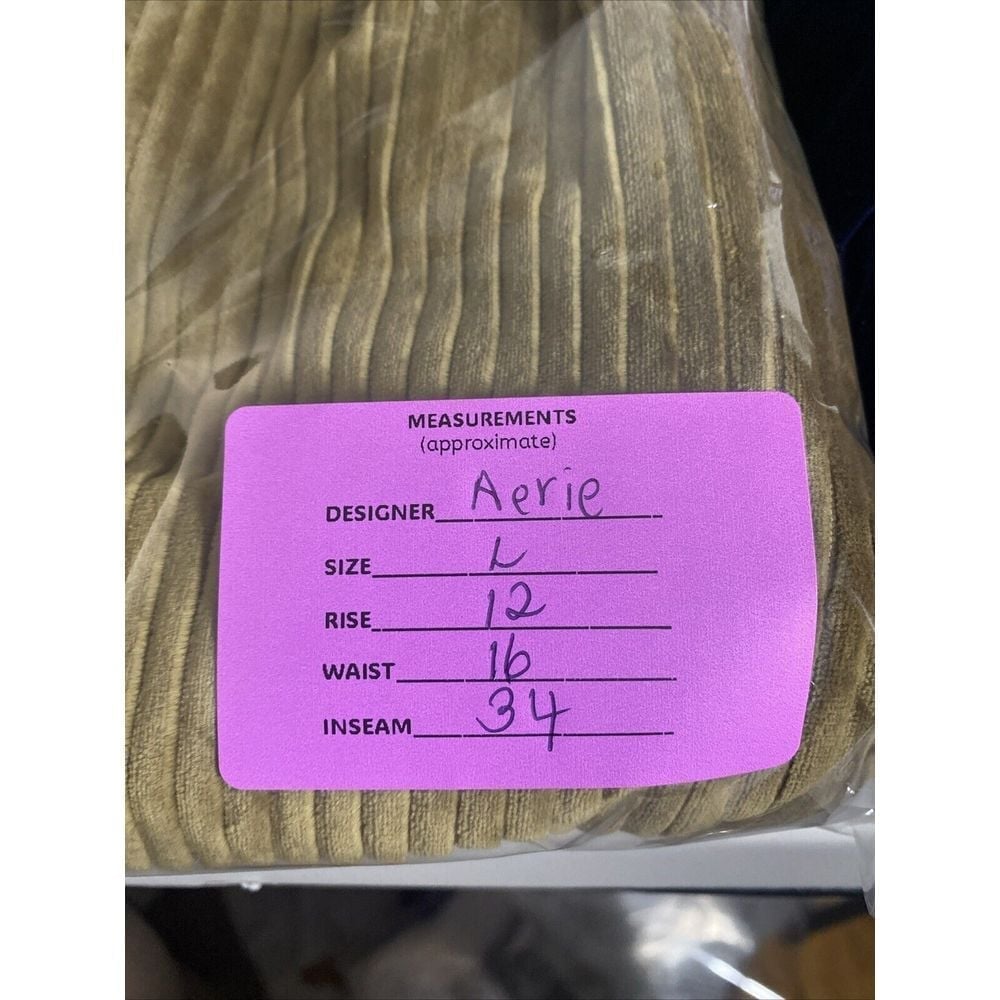 MEASUREMENTS
(approximate)
DESIGNER Aerie
SIZE L
RISE 12
WAIST 16
INSEAM 34